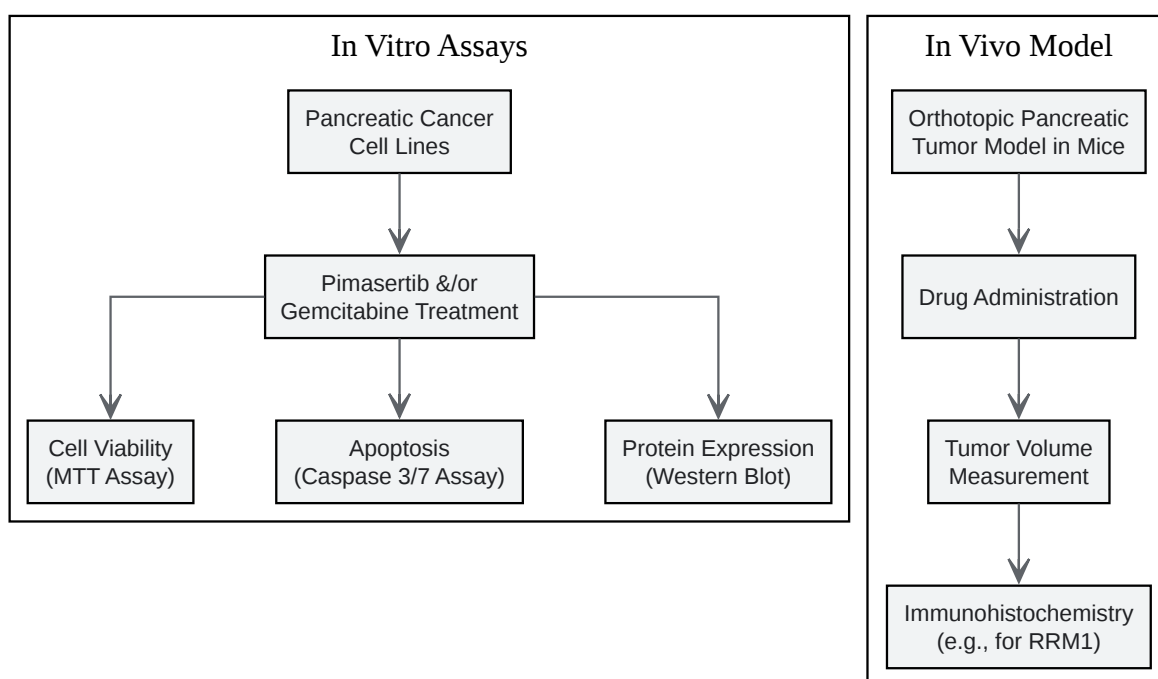 In Vitro Assays
Pancreatic Cancer
Cell Lines
Pimasertib &/or
Gemcitabine Treatment
Cell Viability
(MTT Assay)
Apoptosis
(Caspase 3/7 Assay)
Protein Expression
(Western Blot)
In Vivo Model
Orthotopic Pancreatic
Tumor Model in Mice
Drug Administration
Tumor Volume
Measurement
Immunohistochemistry
(e.g., for RRM1)